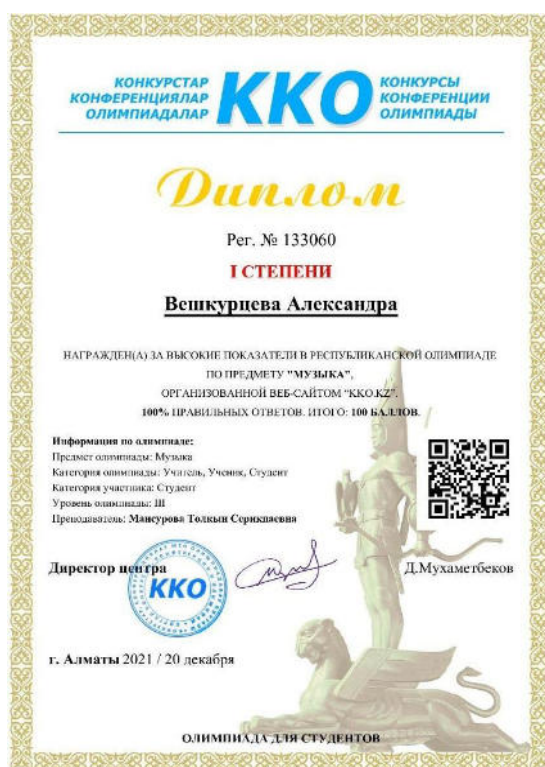 КОНКУРСТАР
КОНФЕРЕНЦИЯЛАР
ОЛИМПИАДАЛАР
ККО
КОНКУРСЫ
КОНФЕРЕНЦИИ
ОЛИМПИАДЫ
Диплом
Рег. № 133060
I СТЕПЕНИ
Вешкурцева Александра
НАГРАЖДЕН(А) ЗА ВЫСОКИЕ ПОКАЗАТЕЛИ В РЕСПУБЛИКАНСКОЙ ОЛИМПИАДЕ
ПО ПРЕДМЕТУ "МУЗЫКА",
ОРГАНИЗОВАННОЙ ВЕБ-САЙТОМ "KKO.KZ".
100% ПРАВИЛЬНЫХ ОТВЕТОВ. ИТОГО: 100 БАЛЛОВ.
Информация по олимпиаде:
Предмет олимпиады: Музыка
Категория олимпиады: Учитель, Ученик, Студент
Категория участника: Студент
Уровень олимпиады: III
Преподаватель: Мансурова Толкын Серикпаевна
Директор центра
ККО
Д.Мухаметбеков
г. Алматы 2021 / 20 декабря
ОЛИМПИАДА ДЛЯ СТУДЕНТОВ